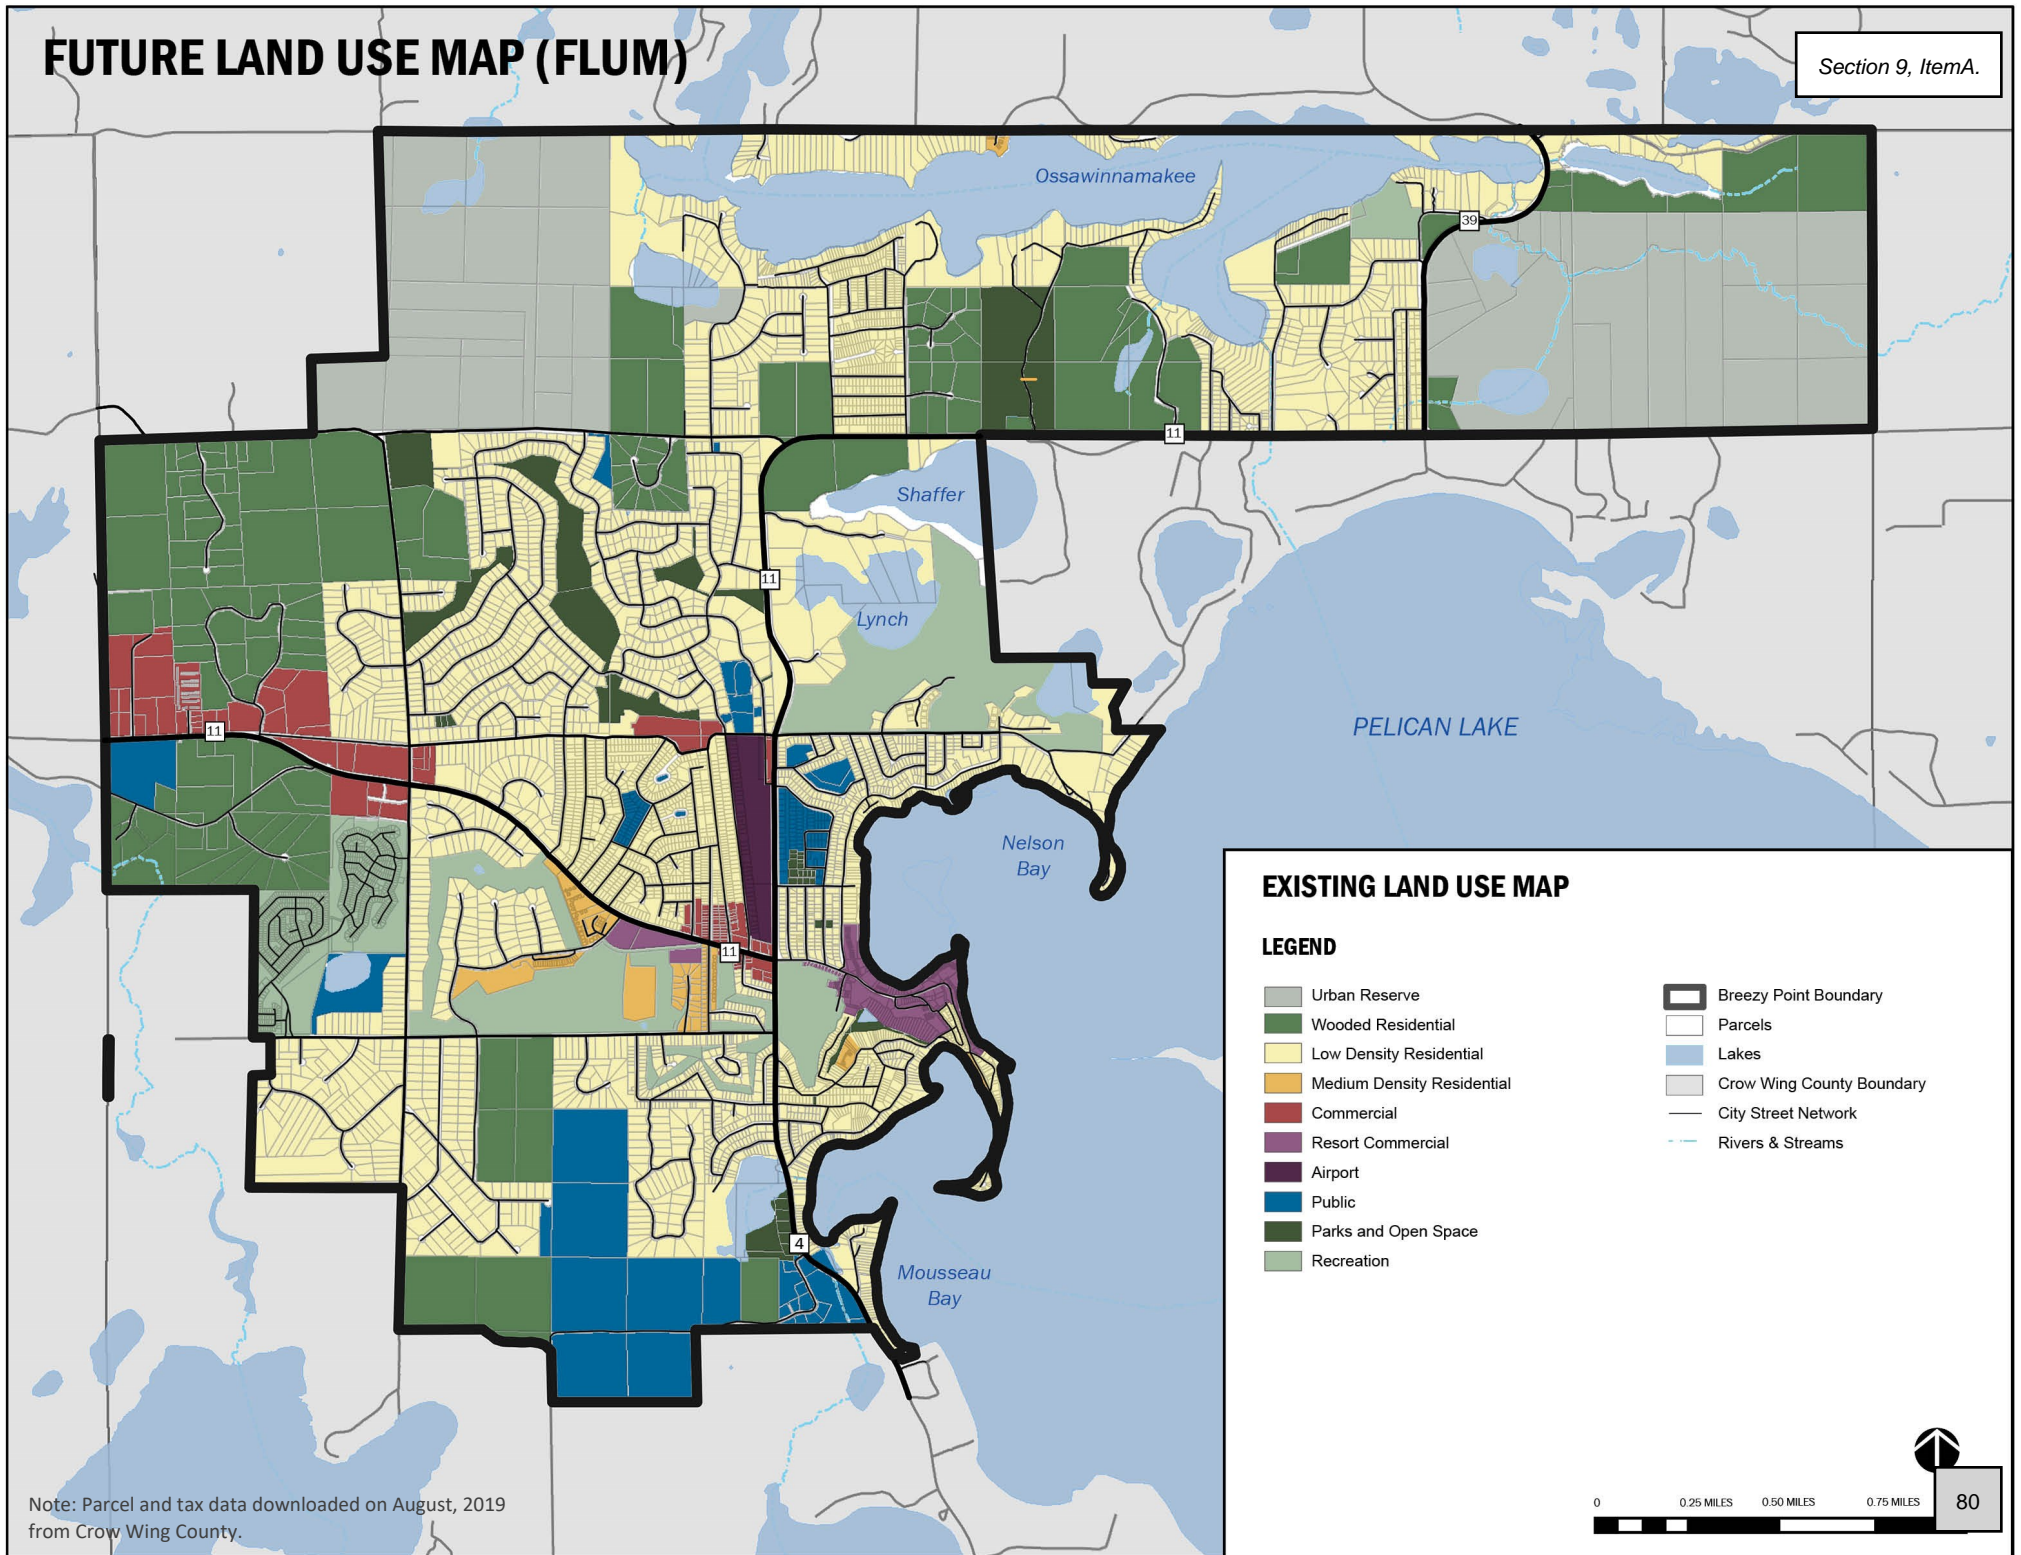 FUTURE LAND USE MAP (FLUM)
Section 9, ItemA.
Ossawinnamakee
39
11
Shaffer
11
Lynch
11
PELICAN LAKE
Nelson
Bay
11
4
Mousseau
Bay
EXISTING LAND USE MAP
LEGEND
Urban Reserve
Wooded Residential
Low Density Residential
Medium Density Residential
Commercial
Resort Commercial
Airport
Public
Parks and Open Space
Recreation
Breezy Point Boundary
Parcels
Lakes
Crow Wing County Boundary
City Street Network
Rivers & Streams
Note: Parcel and tax data downloaded on August, 2019
from Crow Wing County.
0 0.25 MILES 0.50 MILES 0.75 MILES
80